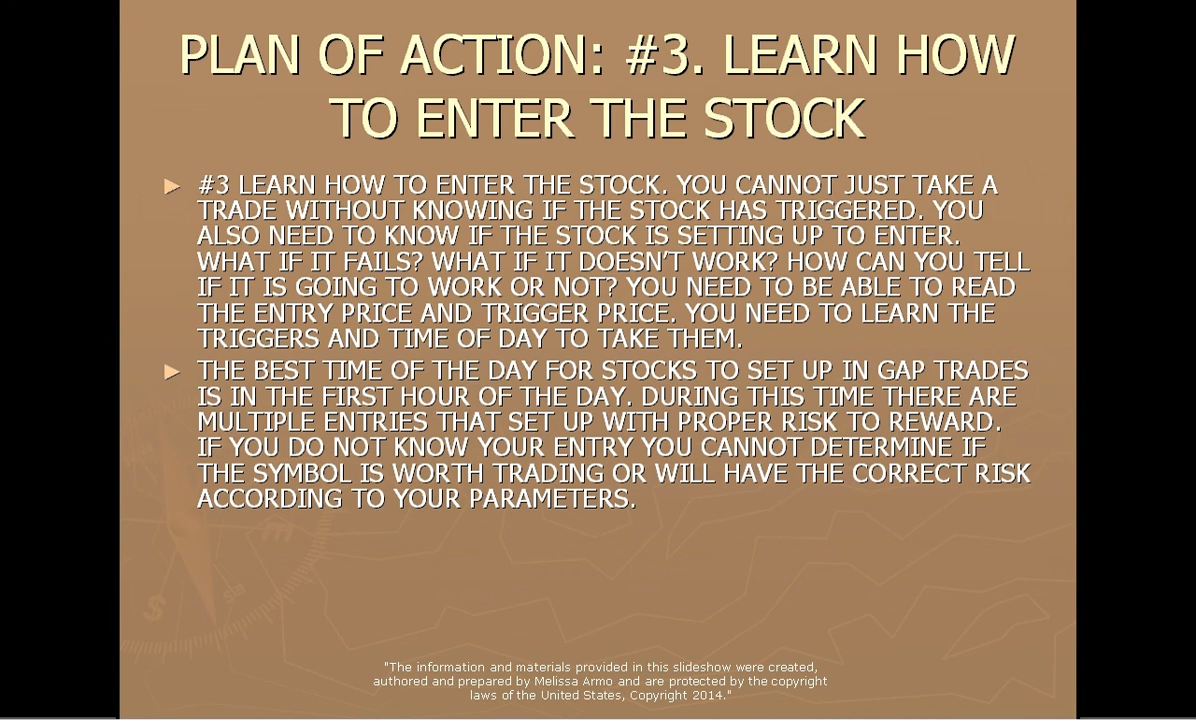 PLAN OF ACTION: #3. LEARN HOW
TO ENTER THE STOCK
#3 LEARN HOW TO ENTER THE STOCK. YOU CANNOT JUST TAKE A
TRADE WITHOUT KNOWING IF THE STOCK HAS TRIGGERED. YOU
ALSO NEED TO KNOW IF THE STOCK IS SETTING UP TO ENTER.
WHAT IF IT FAILS? WHAT IF IT DOESN'T WORK? HOW CAN YOU TELL
IF IT IS GOING TO WORK OR NOT? YOU NEED TO BE ABLE TO READ
THE ENTRY PRICE AND TRIGGER PRICE. YOU NEED TO LEARN THE
TRIGGERS AND TIME OF DAY TO TAKE THEM.
THE BEST TIME OF THE DAY FOR STOCKS TO SET UP IN GAP TRADES
IS IN THE FIRST HOUR OF THE DAY. DURING THIS TIME THERE ARE
MULTIPLE ENTRIES THAT SET UP WITH PROPER RISK TO REWARD.
IF YOU DO NOT KNOW YOUR ENTRY YOU CANNOT DETERMINE IF
THE SYMBOL IS WORTH TRADING OR WILL HAVE THE CORRECT RISK
ACCORDING TO YOUR PARAMETERS.
S
SE
E
"The information and materials provided in this slideshow were created,
authored and prepared by Melissa Armo and are protected by the copyright
laws of the United States, Copyright 2014."